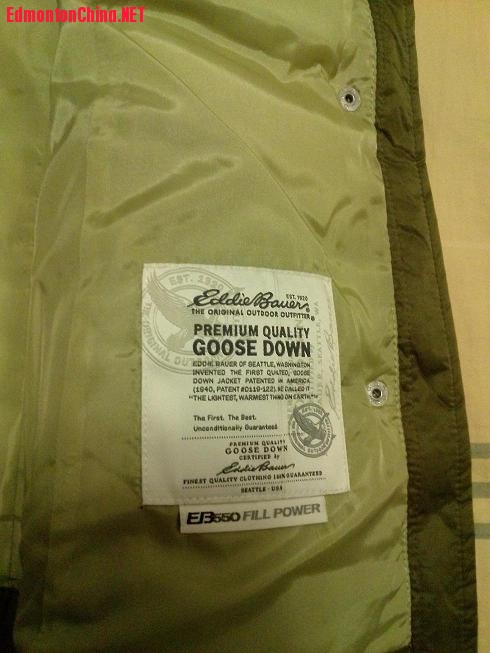 EdmontonChina.NET
EST. 1920
Eddie Bauer
THE ORIGINAL OUTDOOR OUTFITTER
PREMIUM QUALITY
GOOSE DOWN
EDDIE BAUER OF SEATTLE, WASHINGTON
INVENTED THE FIRST QUILTED, GOOSE
DOWN JACKET PATENTED IN AMERICA
(1940, PATENT #D119-122). HE CALLED IT
"THE LIGHTEST, WARMEST THING ON EARTH."
The First. The Best.
Unconditionally Guaranteed
PREMIUM QUALITY
GOOSE DOWN
CERTIFIED by
Eddie Bauer
FINEST QUALITY CLOTHING 100% GUARANTEED
SEATTLE - USA
EB550 FILL POWER